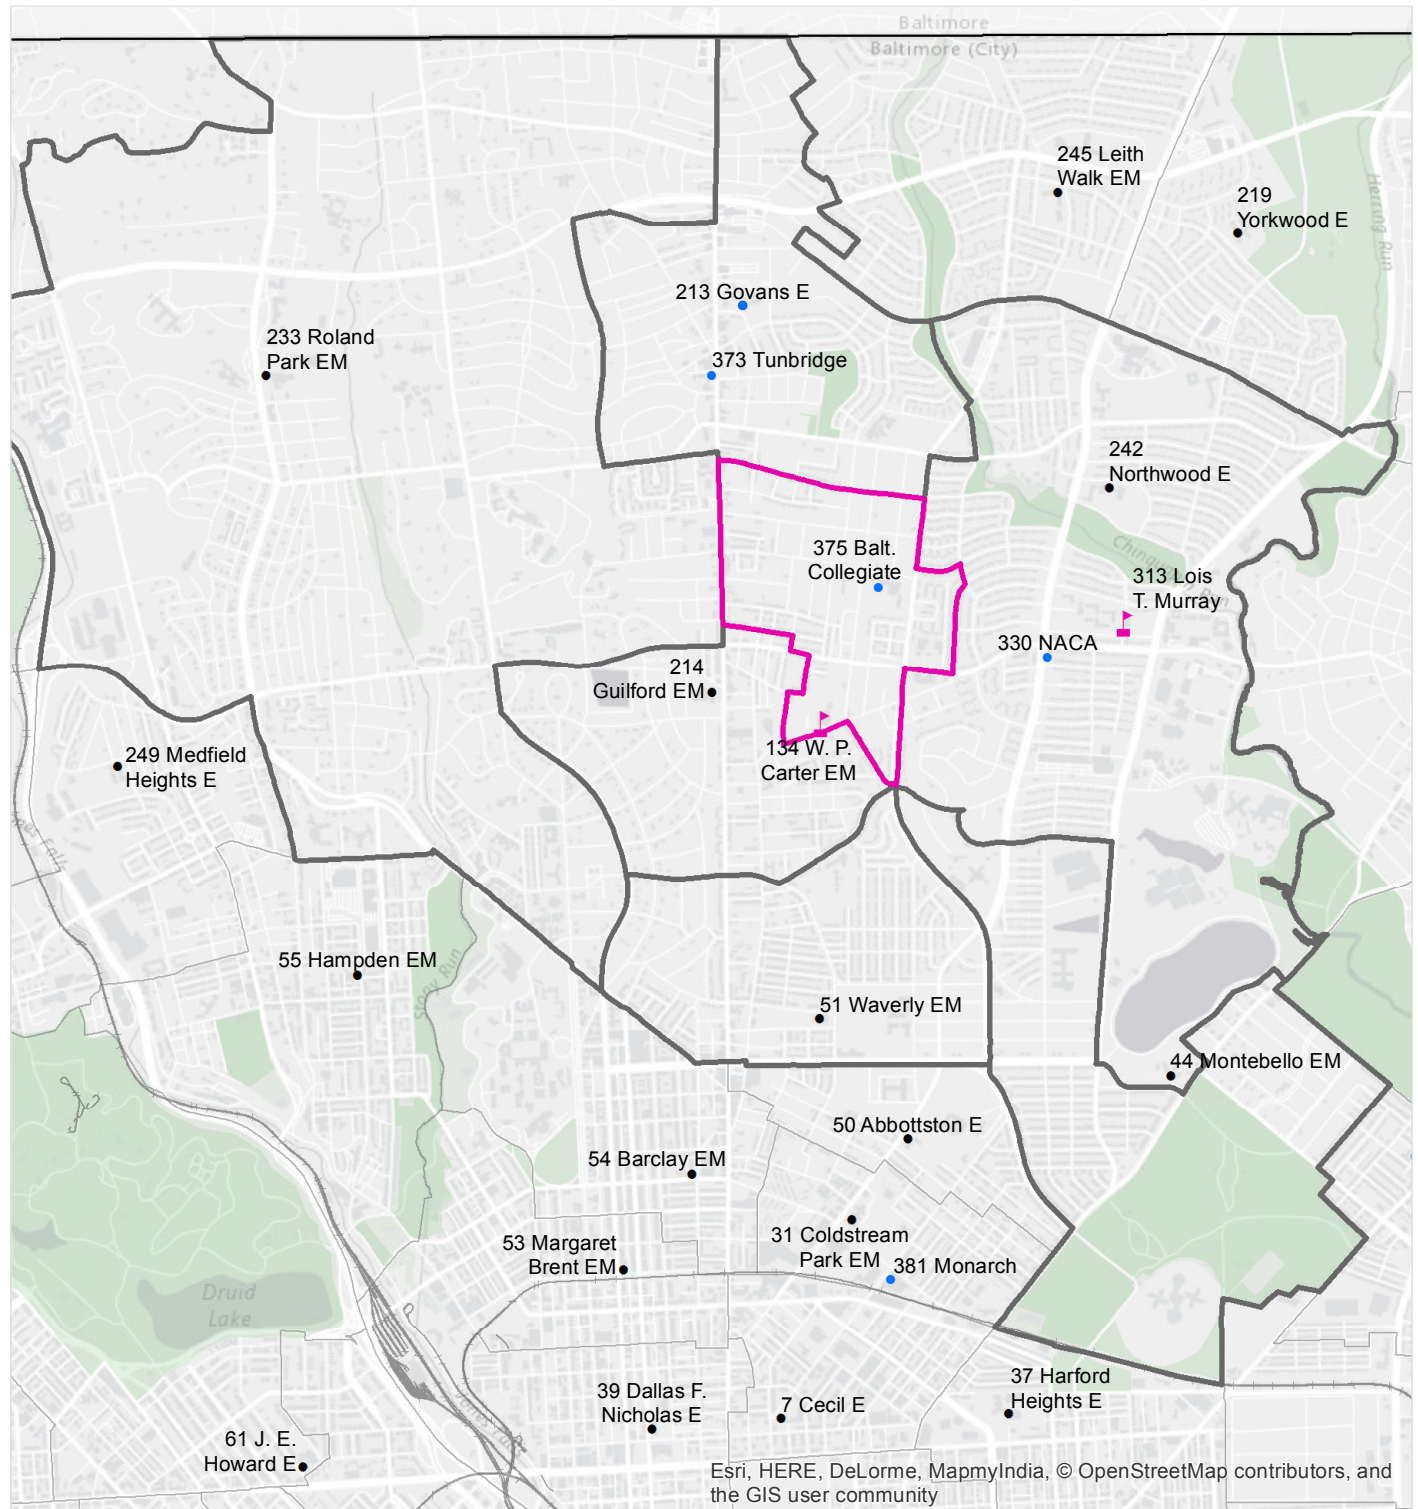 Baltimore
Baltimore (City)
245 Leith
Walk EM
219
Yorkwood E
Herring Run
213 Govans E
233 Roland
Park EM
373 Tunbridge
242
Northwood E
375 Balt.
Collegiate
313 Lois
T. Murray
330 NACA
214
Guilford EM
134 W. P.
Carter EM
249 Medfield
Heights E
55 Hampden EM
Stony Run
51 Waverly EM
44 Montebello EM
50 Abbottston E
54 Barclay EM
31 Coldstream
Park EM
381 Monarch
53 Margaret
Brent EM
Druid
Lake
37 Harford
Heights E
39 Dallas F.
Nicholas E
7 Cecil E
61 J. E.
Howard E
Esri, HERE, DeLorme, MapmyIndia, © OpenStreetMap contributors, and
the GIS user community